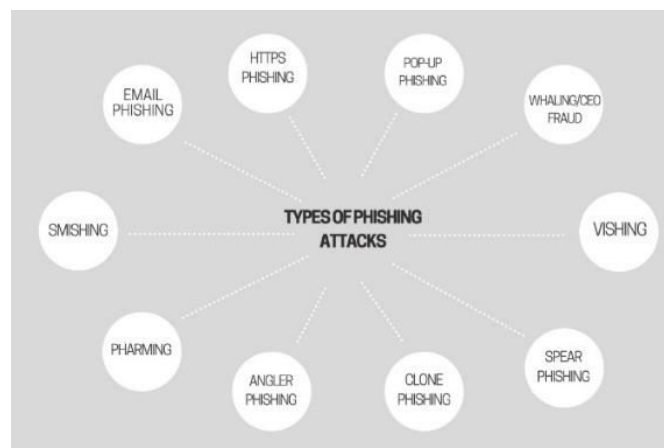 HTTPS
PHISHING
POP-UP
PHISHING
EMAIL
PHISHING
WHALING/CEO
FRAUD
TYPES OF PHISHING
ATTACKS
SMISHING
VISHING
PHARMING
SPEAR
PHISHING
ANGLER
PHISHING
CLONE
PHISHING